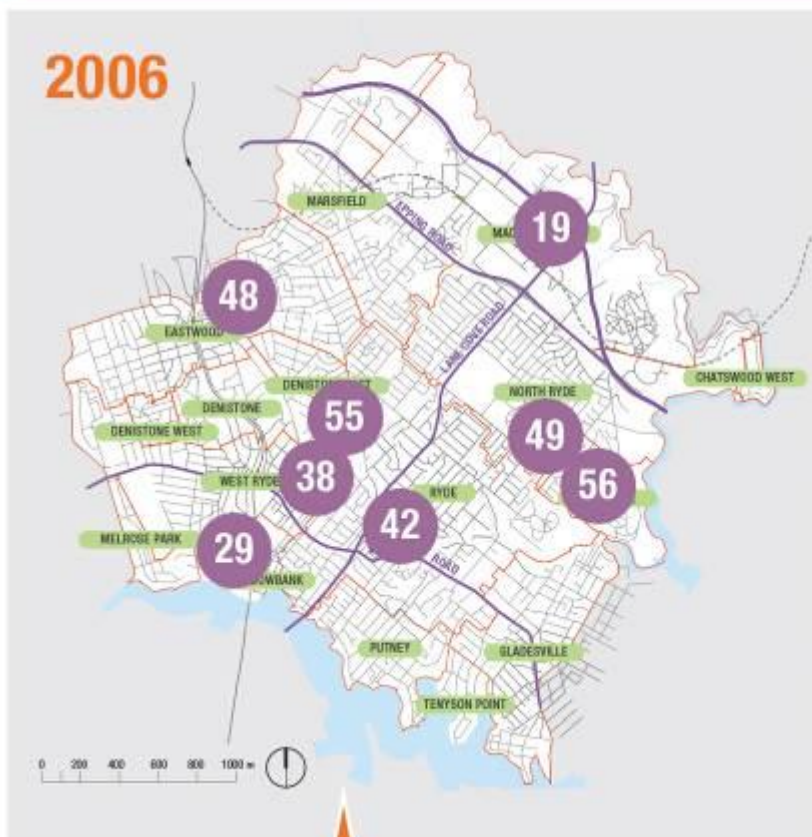 2006
MARSFIELD
EPPING ROAD
19
48
EASTWOOD
LANE COVE ROAD
CHATSWOOD WEST
NORTH RYDE
DENISTONE
55
DENISTONE WEST
49
38
WEST RYDE
56
RYDE
42
MELROSE PARK
29
ROAD
PUTNEY
GLADESVILLE
TENYSON POINT
0 200 400 600 800 1000 m